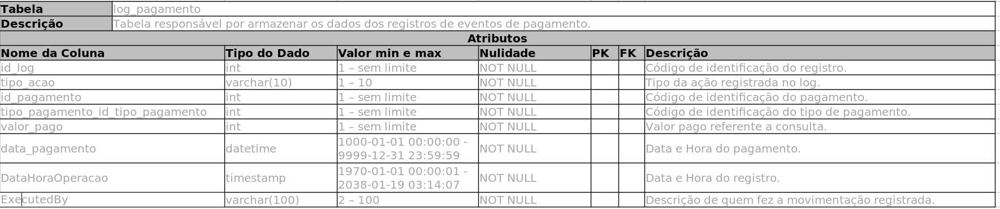 Tabela log_pagamento
Descrição Tabela responsável por armazenar os dados dos registros de eventos de pagamento.
Atributos
Nome da Coluna Tipo do Dado Valor min e max Nulidade PK FK Descrição
id_log int 1 – sem limite NOT NULL Código de identificação do registro.
tipo_acao varchar(10) 1 – 10 NOT NULL Tipo da ação registrada no log.
id_pagamento int 1 – sem limite NOT NULL Código de identificação do pagamento.
tipo_pagamento_id_tipo_pagamento int 1 – sem limite NOT NULL Código de identificação do tipo de pagamento.
valor_pago int 1 – sem limite NOT NULL Valor pago referente a consulta.
data_pagamento datetime 1000-01-01 00:00:00 -
9999-12-31 23:59:59 NOT NULL Data e Hora do pagamento.
DataHoraOperacao timestamp 1970-01-01 00:00:01 -
2038-01-19 03:14:07 NOT NULL Data e Hora do registro.
ExecutedBy varchar(100) 2 – 100 NOT NULL Descrição de quem fez a movimentação registrada.